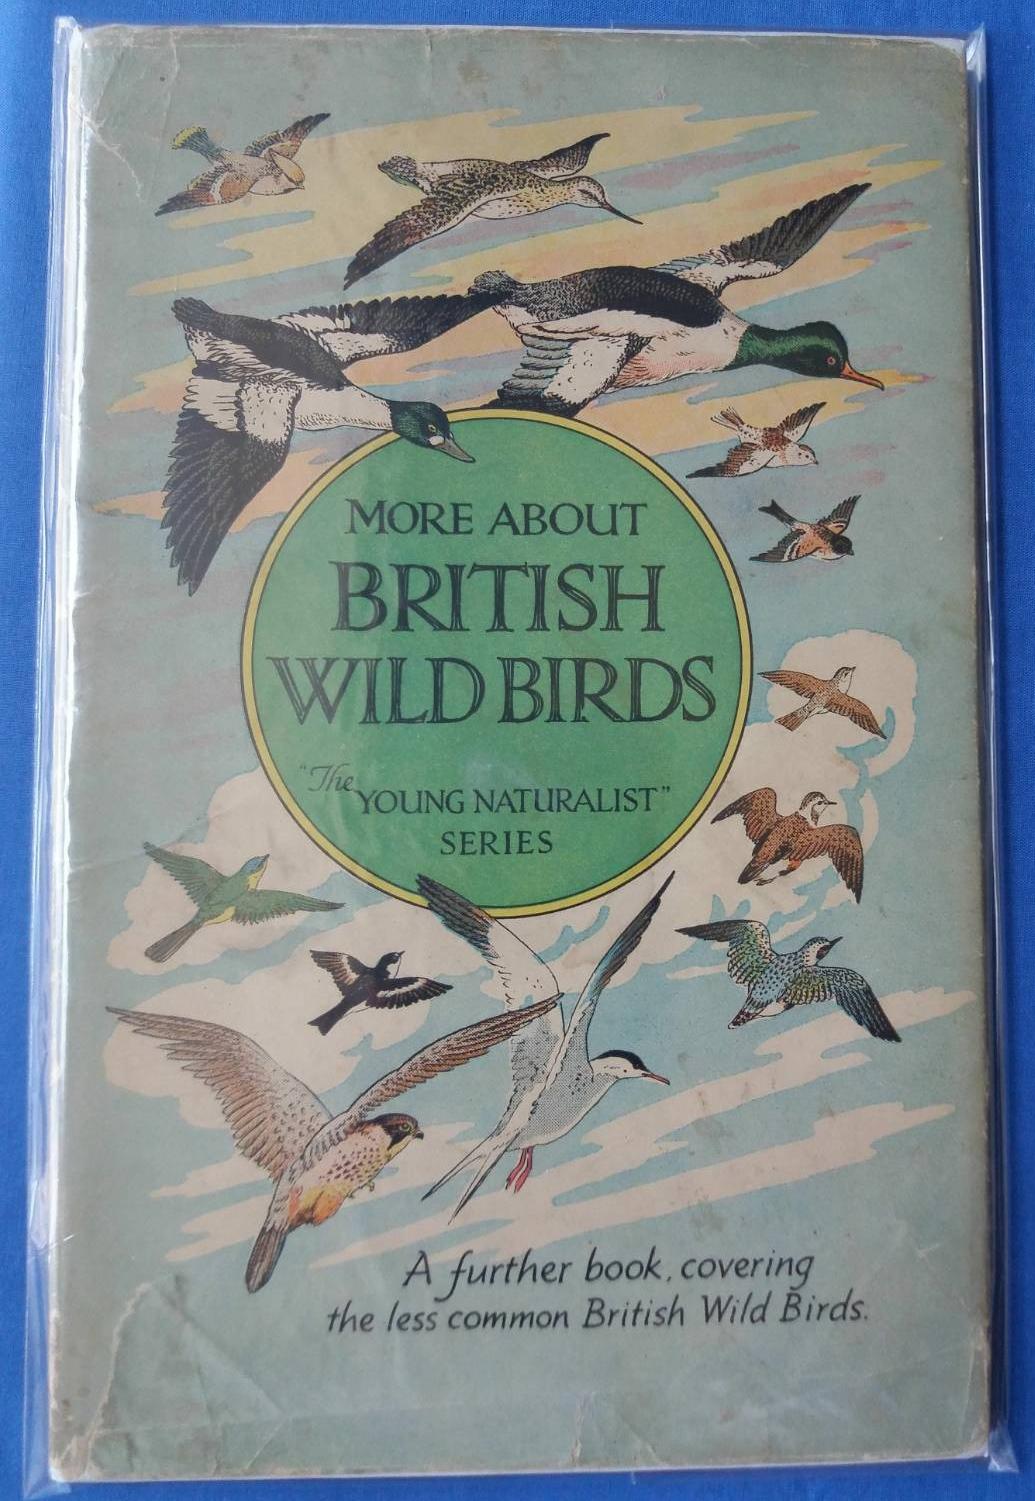 MORE ABOUT
BRITISH
WILD BIRDS
"The
YOUNG NATURALIST"
SERIES
A further book, covering
the less common British Wild Birds.